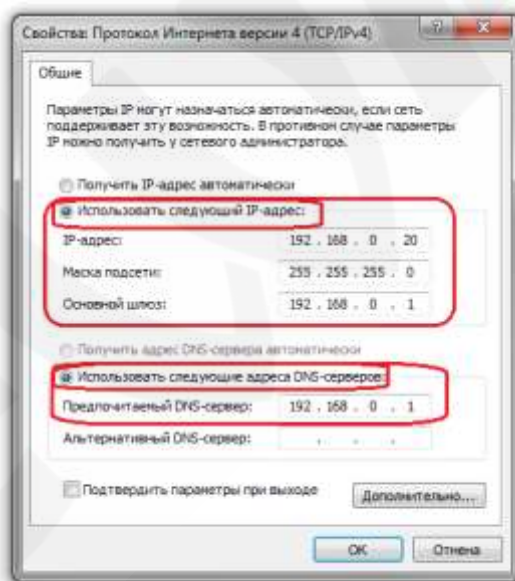 Свойства: Протокол Интернета версии 4 (TCP/IPv4)
Общие
Параметры IP могут назначаться автоматически, если сеть
поддерживает эту возможность. В противном случае параметры
IP можно получить у сетевого администратора.
Получить IP-адрес автоматически
Использовать следующий IP-адрес:
IP-адрес: 192 . 168 . 0 . 20
Маска подсети: 255 . 255 . 255 . 0
Основной шлюз: 192 . 168 . 0 . 1
Получить адрес DNS-сервера автоматически
Использовать следующие адреса DNS-серверов:
Предпочитаемый DNS-сервер: 192 . 168 . 0 . 1
Альтернативный DNS-сервер: . . .
Подтвердить параметры при выходе
Дополнительно...
ОК
Отмена